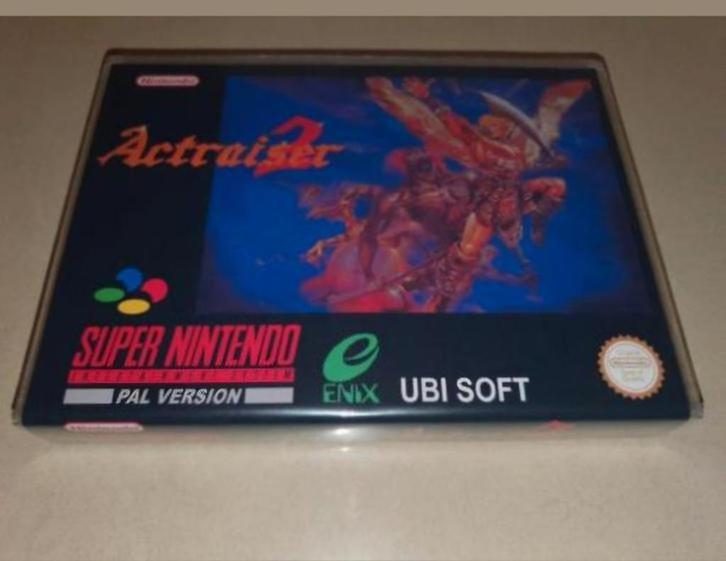 Nintendo
Actraiser 2
SUPER NINTENDO
ENTERTAINMENT SYSTEM
PAL VERSION
ENIX
UBI SOFT